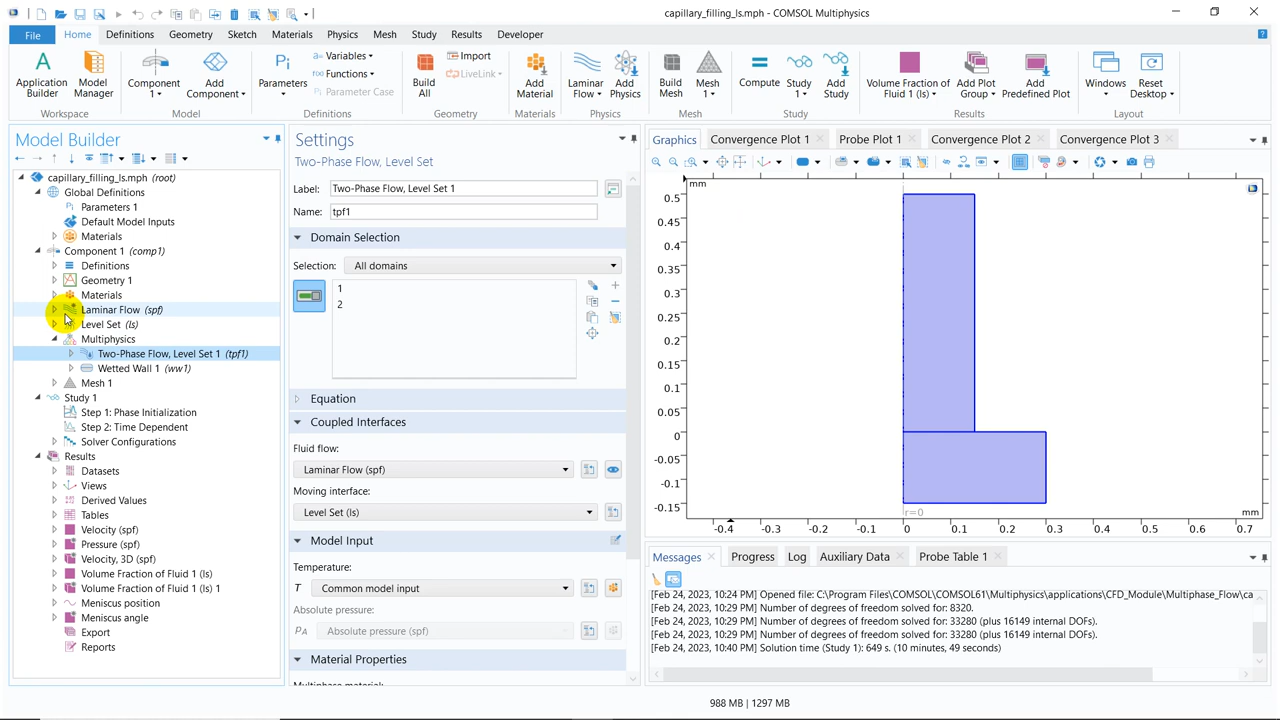 capillary_filling_ls.mph - COMSOL Multiphysics
File Home Definitions Geometry Sketch Materials Physics Mesh Study Results Developer
Application Builder
Model Manager
Workspace
Component 1
Add Component
Model
Pi
Parameters
a= Variables
f(x) Functions
Pi Parameter Case
Definitions
Build All
Import
LiveLink
Geometry
Add Material
Materials
Laminar Flow
Add Physics
Physics
Build Mesh
Mesh 1
Mesh
Compute
Study 1
Add Study
Study
Volume Fraction of Fluid 1 (ls)
Add Plot Group
Add Predefined Plot
Results
Windows
Reset Desktop
Layout
Model Builder
capillary_filling_ls.mph (root)
Global Definitions
Pi Parameters 1
Default Model Inputs
Materials
Component 1 (comp1)
Definitions
Geometry 1
Materials
Laminar Flow (spf)
Level Set (ls)
Multiphysics
Two-Phase Flow, Level Set 1 (tpf1)
Wetted Wall 1 (ww1)
Mesh 1
Study 1
Step 1: Phase Initialization
Step 2: Time Dependent
Solver Configurations
Results
Datasets
Views
Derived Values
Tables
Velocity (spf)
Pressure (spf)
Velocity, 3D (spf)
Volume Fraction of Fluid 1 (ls)
Volume Fraction of Fluid 1 (ls) 1
Meniscus position
Meniscus angle
Export
Reports
Settings
Two-Phase Flow, Level Set
Label: Two-Phase Flow, Level Set 1
Name: tpf1
Domain Selection
Selection: All domains
1
2
Equation
Coupled Interfaces
Fluid flow:
Laminar Flow (spf)
Moving interface:
Level Set (ls)
Model Input
Temperature:
T Common model input
Absolute pressure:
PA Absolute pressure (spf)
Material Properties
Multiphase material:
Graphics Convergence Plot 1 Probe Plot 1 Convergence Plot 2 Convergence Plot 3
mm
0.5
0.45
0.4
0.35
0.3
0.25
0.2
0.15
0.1
0.05
0
-0.05
-0.1
-0.15
r=0
mm
-0.4 -0.3 -0.2 -0.1 0 0.1 0.2 0.3 0.4 0.5 0.6 0.7
Messages Progress Log Auxiliary Data Probe Table 1
[Feb 24, 2023, 10:24 PM] Opened file: C:\Program Files\COMSOL\COMSOL61\Multiphysics\applications\CFD_Module\Multiphase_Flow\ca
[Feb 24, 2023, 10:29 PM] Number of degrees of freedom solved for: 8320.
[Feb 24, 2023, 10:29 PM] Number of degrees of freedom solved for: 33280 (plus 16149 internal DOFs).
[Feb 24, 2023, 10:29 PM] Number of degrees of freedom solved for: 33280 (plus 16149 internal DOFs).
[Feb 24, 2023, 10:40 PM] Solution time (Study 1): 649 s. (10 minutes, 49 seconds)
988 MB | 1297 MB